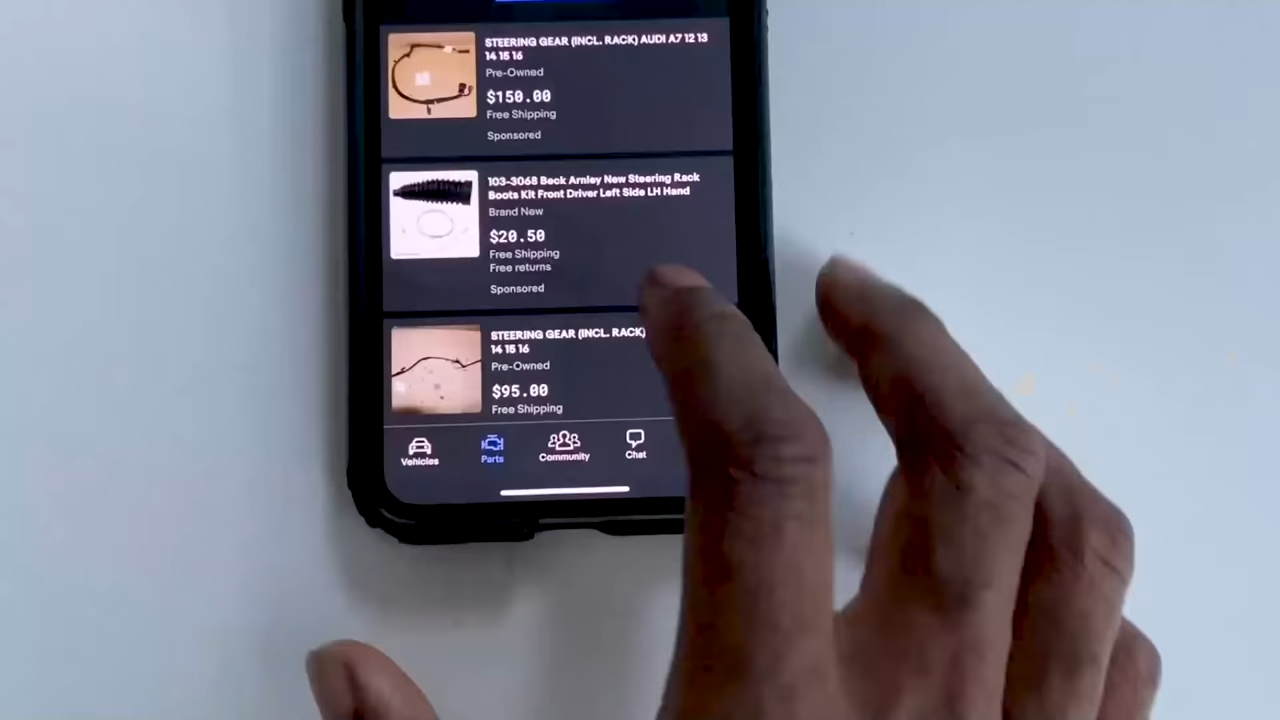 STEERING GEAR (INCL. RACK) AUDI A7 12 13
14 15 16
Pre-Owned
$150.00
Free Shipping
Sponsored
103-3068 Beck Arnley New Steering Rack
Boots Kit Front Driver Left Side LH Hand
Brand New
$20.50
Free Shipping
Free returns
Sponsored
STEERING GEAR (INCL. RACK)
14 15 16
Pre-Owned
$95.00
Free Shipping
Vehicles
Parts
Community
Chat